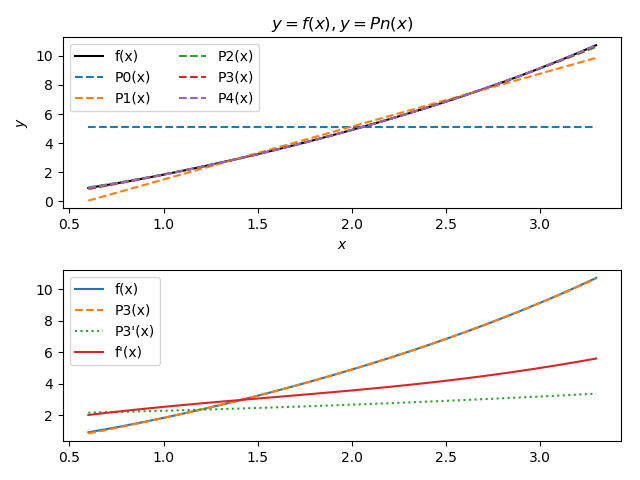 y = f(x), y = Pn(x)
f(x)
P0(x)
P1(x)
P2(x)
P3(x)
P4(x)
y
10
8
6
4
2
0
0.5 1.0 1.5 2.0 2.5 3.0
x
f(x)
P3(x)
P3'(x)
f'(x)
10
8
6
4
2
0.5 1.0 1.5 2.0 2.5 3.0